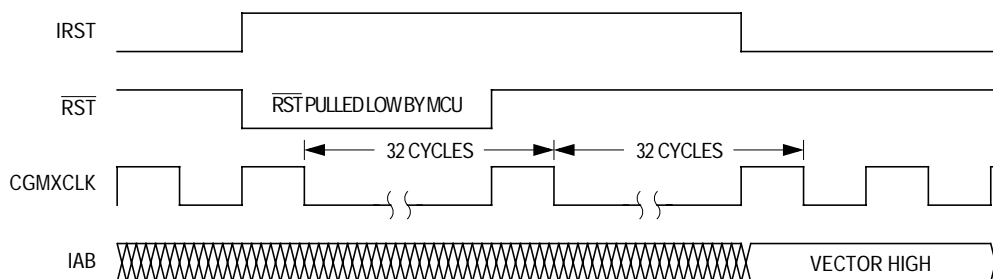 IRST
RST
RST PULLED LOW BY MCU
32 CYCLES 32 CYCLES
CGMXCLK
IAB
VECTOR HIGH